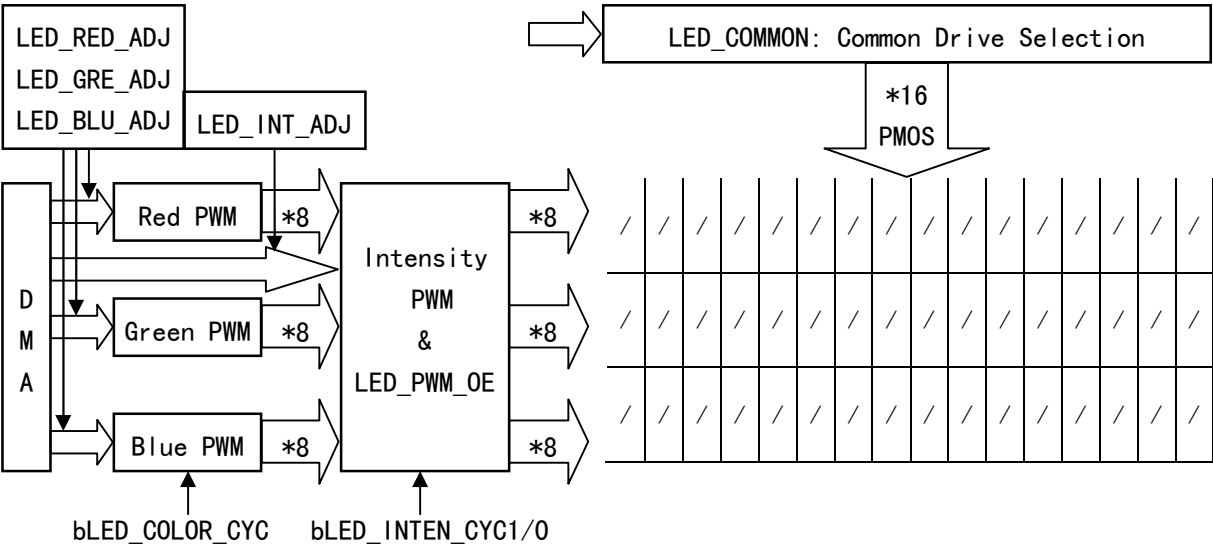 LED_RED_ADJ
LED_GRE_ADJ
LED_BLU_ADJ
LED_INT_ADJ
LED_COMMON: Common Drive Selection
*16
PMOS
D
M
A
Red PWM
*8
Green PWM
*8
Blue PWM
*8
Intensity
PWM
&
LED_PWM_OE
*8
*8
*8
/ / / / / / / / / / / / / / / /
/ / / / / / / / / / / / / / / /
/ / / / / / / / / / / / / / / /
bLED_COLOR_CYC
bLED_INTEN_CYC1/0